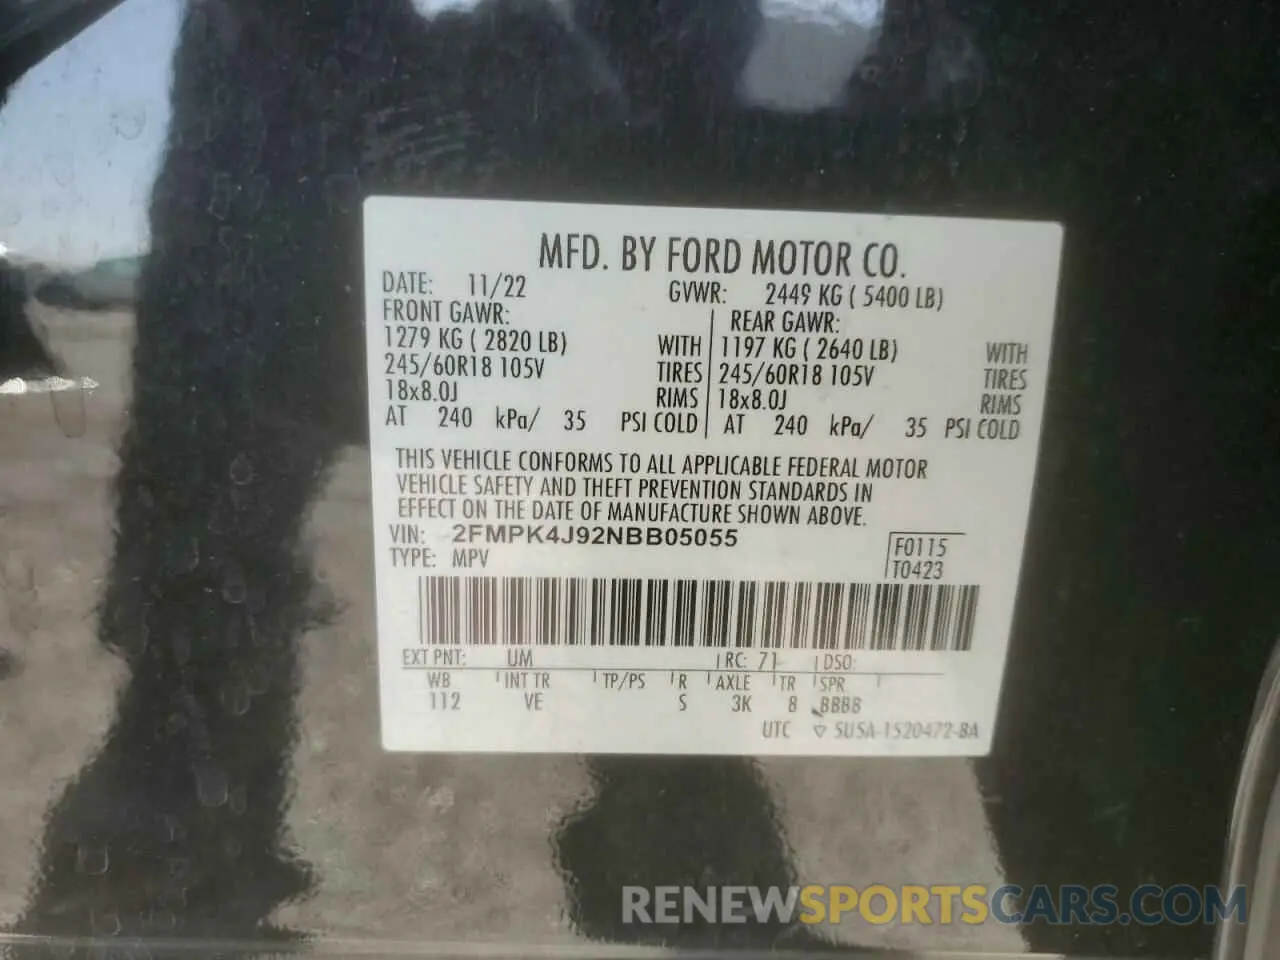 MFD. BY FORD MOTOR CO.
DATE: 11/22 GVWR: 2449 KG ( 5400 LB)
FRONT GAWR: REAR GAWR:
1279 KG ( 2820 LB) WITH 1197 KG ( 2640 LB) WITH
245/60R18 105V TIRES 245/60R18 105V TIRES
18x8.0J RIMS 18x8.0J RIMS
AT 240 kPa/ 35 PSI COLD AT 240 kPa/ 35 PSI COLD
THIS VEHICLE CONFORMS TO ALL APPLICABLE FEDERAL MOTOR
VEHICLE SAFETY AND THEFT PREVENTION STANDARDS IN
EFFECT ON THE DATE OF MANUFACTURE SHOWN ABOVE.
VIN: 2FMPK4J92NBB05055
TYPE: MPV
F0115
T0423
EXT PNT: UM RC: 71 DSO:
WB INT TR TP/PS R AXLE TR SPR
112 VE S 3K 8 BBBB
UTC ▽ 5U5A-1520472-BA
RENEWSPORTSCARS.COM